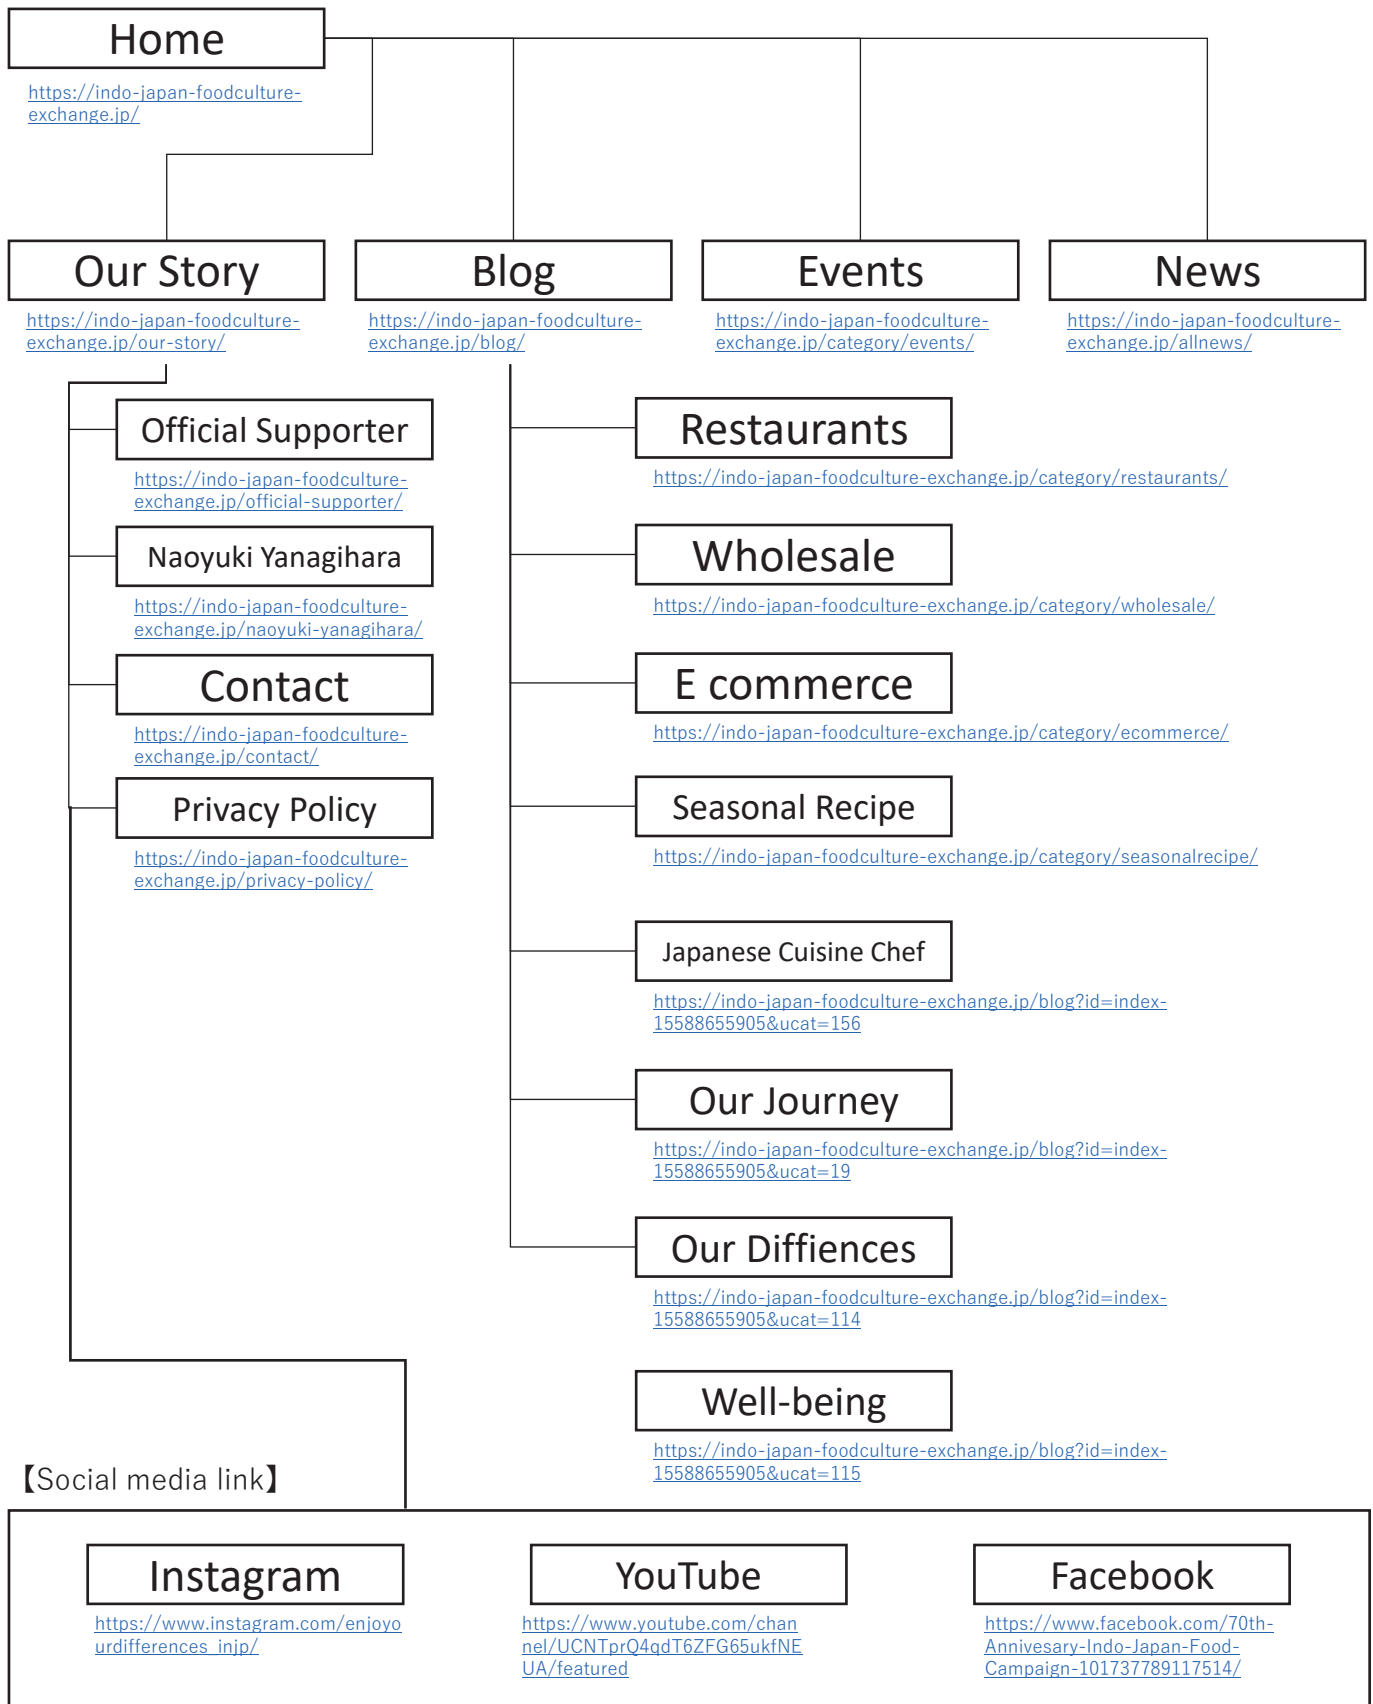 Home
https://indo-japan-foodculture-
exchange.jp/
Our Story
https://indo-japan-foodculture-
exchange.jp/our-story/
Blog
https://indo-japan-foodculture-
exchange.jp/blog/
Events
https://indo-japan-foodculture-
exchange.jp/category/events/
News
https://indo-japan-foodculture-
exchange.jp/allnews/
Official Supporter
https://indo-japan-foodculture-
exchange.jp/official-supporter/
Naoyuki Yanagihara
https://indo-japan-foodculture-
exchange.jp/naoyuki-yanagihara/
Contact
https://indo-japan-foodculture-
exchange.jp/contact/
Privacy Policy
https://indo-japan-foodculture-
exchange.jp/privacy-policy/
Restaurants
https://indo-japan-foodculture-exchange.jp/category/restaurants/
Wholesale
https://indo-japan-foodculture-exchange.jp/category/wholesale/
E commerce
https://indo-japan-foodculture-exchange.jp/category/ecommerce/
Seasonal Recipe
https://indo-japan-foodculture-exchange.jp/category/seasonalrecipe/
Japanese Cuisine Chef
https://indo-japan-foodculture-exchange.jp/blog?id=index-
15588655905&ucat=156
Our Journey
https://indo-japan-foodculture-exchange.jp/blog?id=index-
15588655905&ucat=19
Our Diffiences
https://indo-japan-foodculture-exchange.jp/blog?id=index-
15588655905&ucat=114
Well-being
https://indo-japan-foodculture-exchange.jp/blog?id=index-
15588655905&ucat=115
【Social media link】
Instagram
https://www.instagram.com/enjoyo
urdifferences_injp/
YouTube
https://www.youtube.com/chan
nel/UCNTprQ4qdT6ZFG65ukfNE
UA/featured
Facebook
https://www.facebook.com/70th-
Annivesary-Indo-Japan-Food-
Campaign-101737789117514/